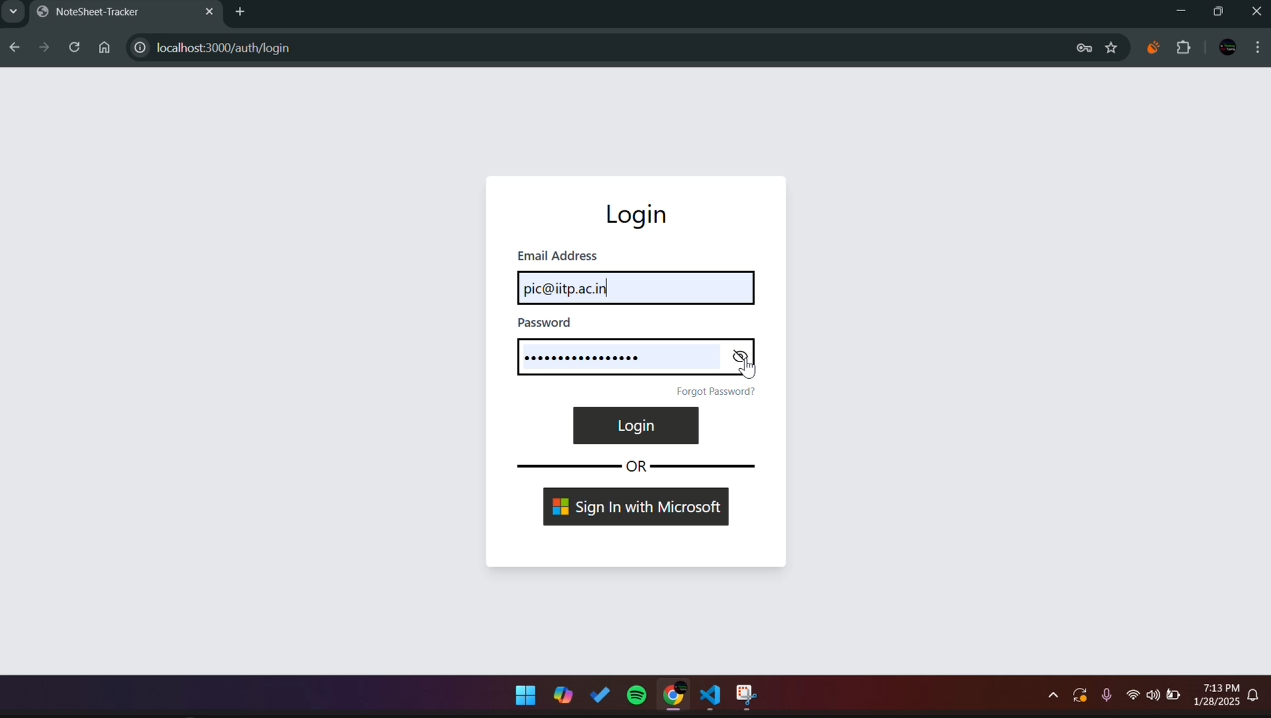 NoteSheet-Tracker
localhost:3000/auth/login
Login
Email Address
pic@iitp.ac.in
Password
•••••••••••••••••
Forgot Password?
Login
OR
Sign In with Microsoft
7:13 PM
1/28/2025